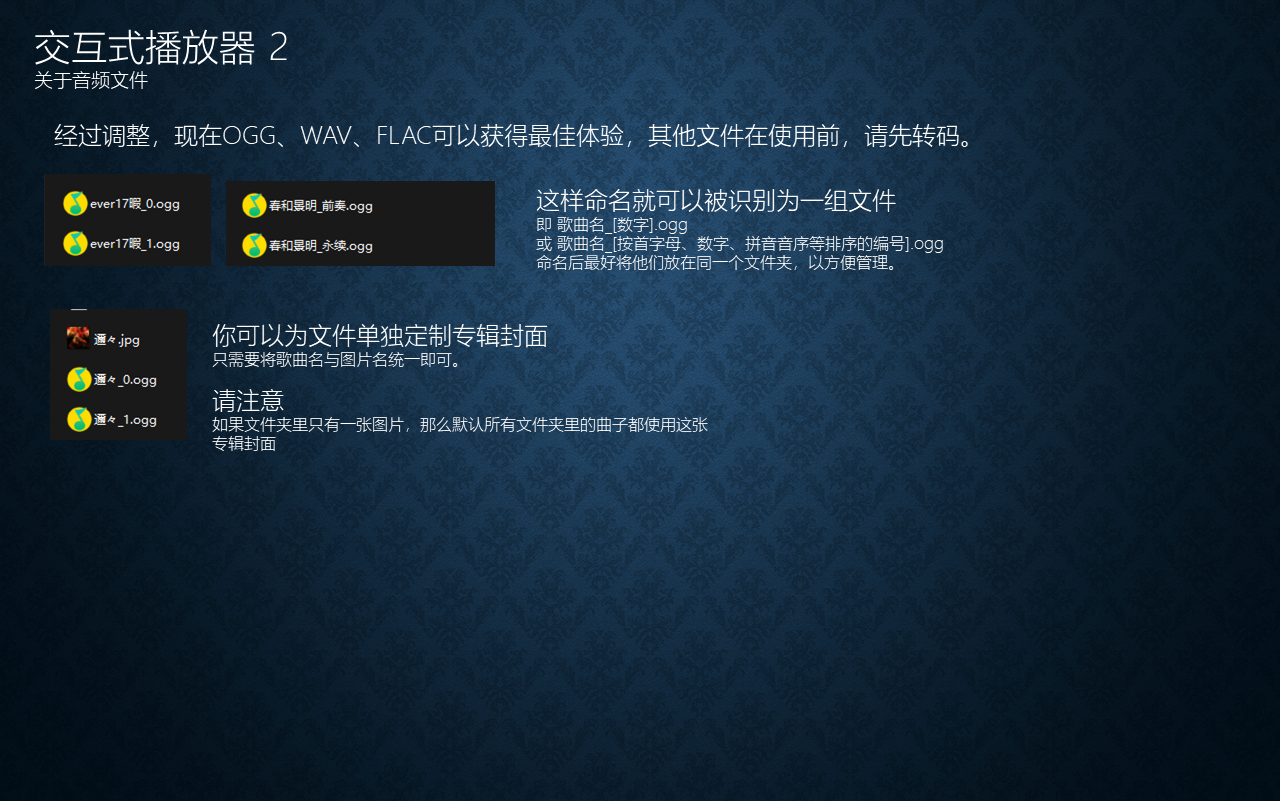 交互式播放器 2
关于音频文件
经过调整，现在OGG、WAV、FLAC可以获得最佳体验，其他文件在使用前，请先转码。
ever17暇_0.ogg
ever17暇_1.ogg
春和景明_前奏.ogg
春和景明_永续.ogg
这样命名就可以被识别为一组文件
即 歌曲名_[数字].ogg
或 歌曲名_[按首字母、数字、拼音音序等排序的编号].ogg
命名后最好将他们放在同一个文件夹，以方便管理。
邇々.jpg
邇々_0.ogg
邇々_1.ogg
你可以为文件单独定制专辑封面
只需要将歌曲名与图片名统一即可。
请注意
如果文件夹里只有一张图片，那么默认所有文件夹里的曲子都使用这张
专辑封面